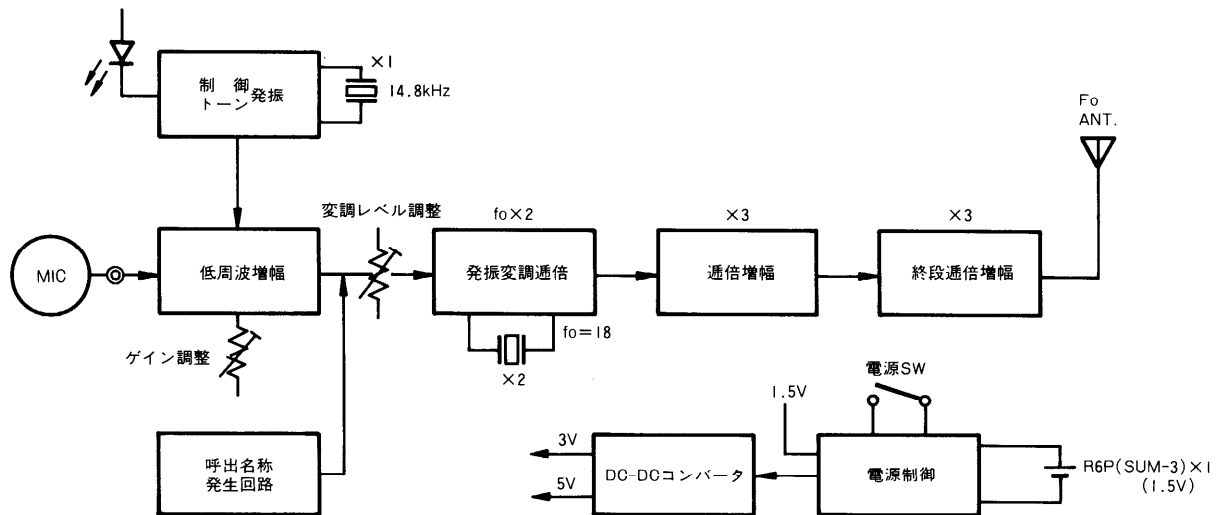 ×1
14.8kHz
制御
トーン発振
Fo
ANT.
変調レベル調整
fo×2
×3
×3
MIC
低周波増幅
発振変調逓倍
逓倍増幅
終段逓倍増幅
fo=18
×2
ゲイン調整
電源SW
1.5V
呼出名称
発生回路
3V
5V
DC-DCコンバータ
電源制御
R6P(SUM-3)×1
(1.5V)